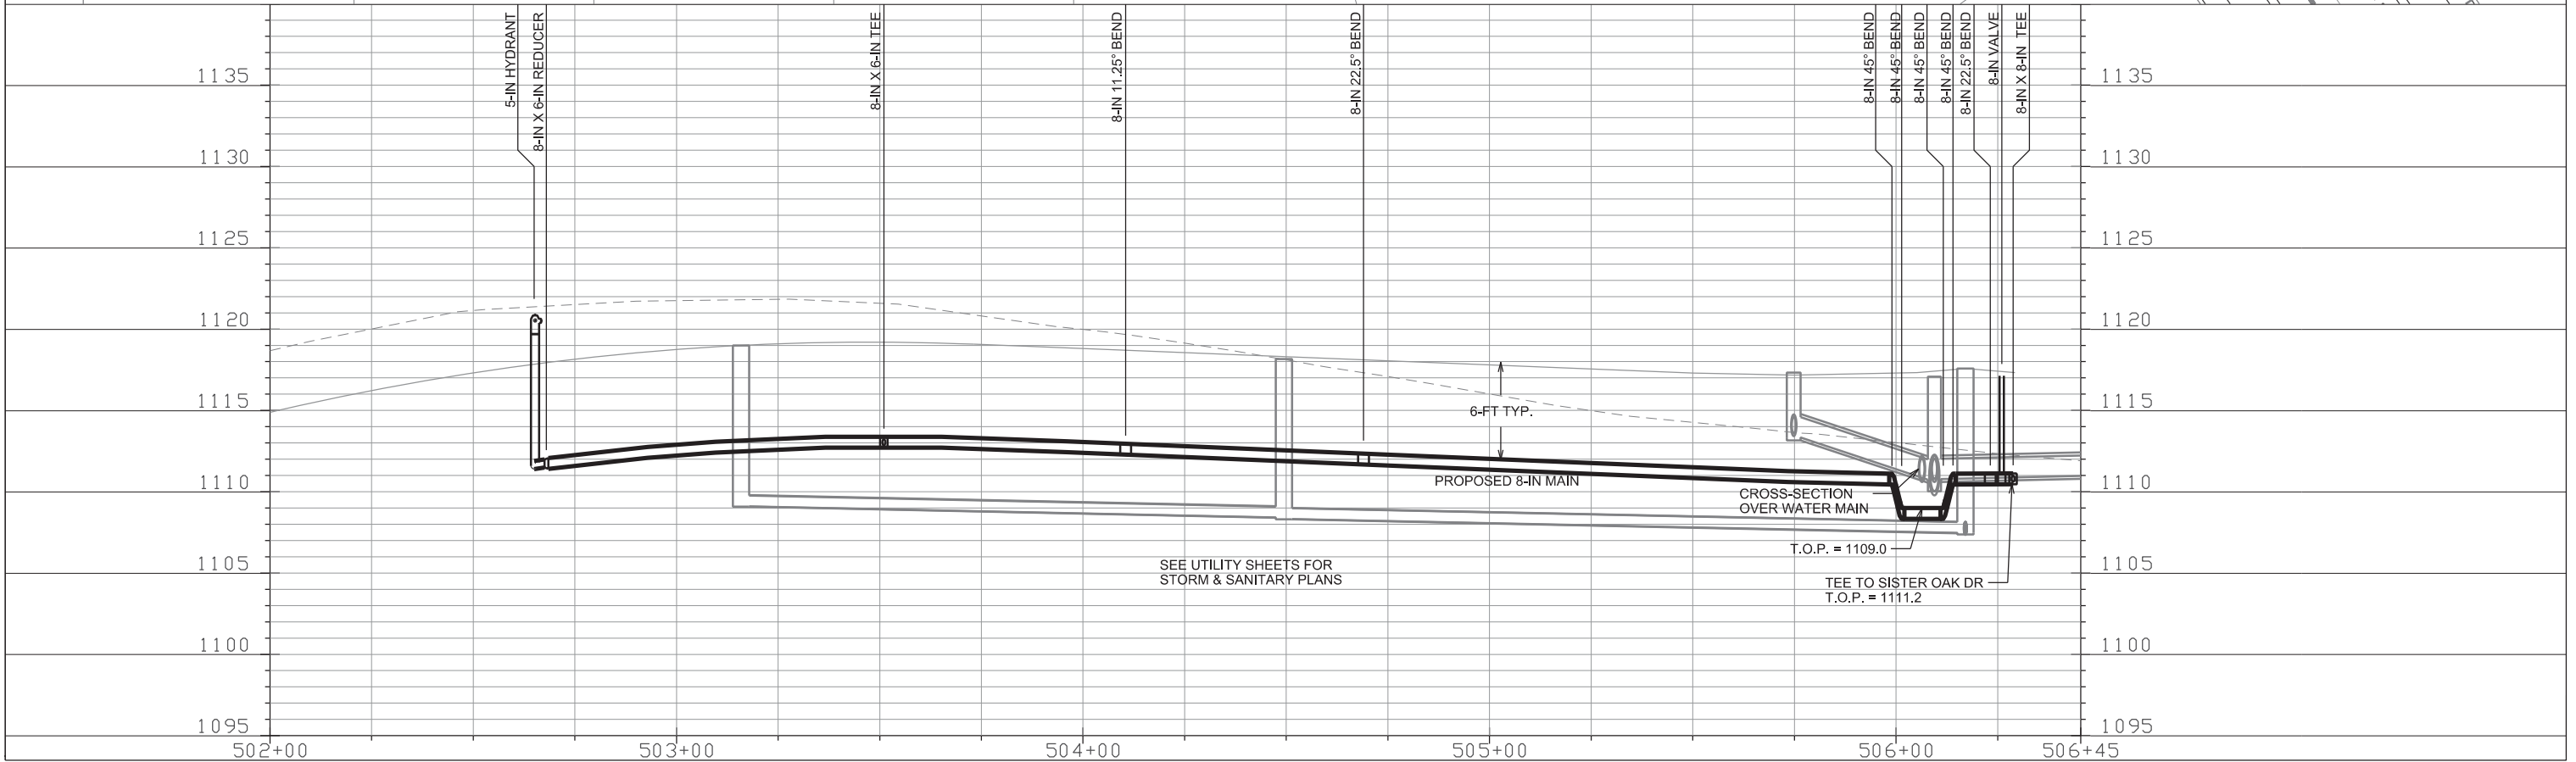 5-IN HYDRANT
8-IN X 6-IN REDUCER
8-IN X 6-IN TEE
8-IN 11.25° BEND
8-IN 22.5° BEND
8-IN 45° BEND
8-IN 45° BEND
8-IN 45° BEND
8-IN 45° BEND
8-IN 22.5° BEND
8-IN VALVE
8-IN X 8-IN TEE
1135 1135
1130 1130
1125 1125
1120 1120
1115 1115
6-FT TYP.
1110 1110
PROPOSED 8-IN MAIN
CROSS-SECTION
OVER WATER MAIN
T.O.P. = 1109.0
SEE UTILITY SHEETS FOR
STORM & SANITARY PLANS
1105 1105
TEE TO SISTER OAK DR
T.O.P. = 1111.2
1100 1100
1095 1095
502+00 503+00 504+00 505+00 506+00 506+45